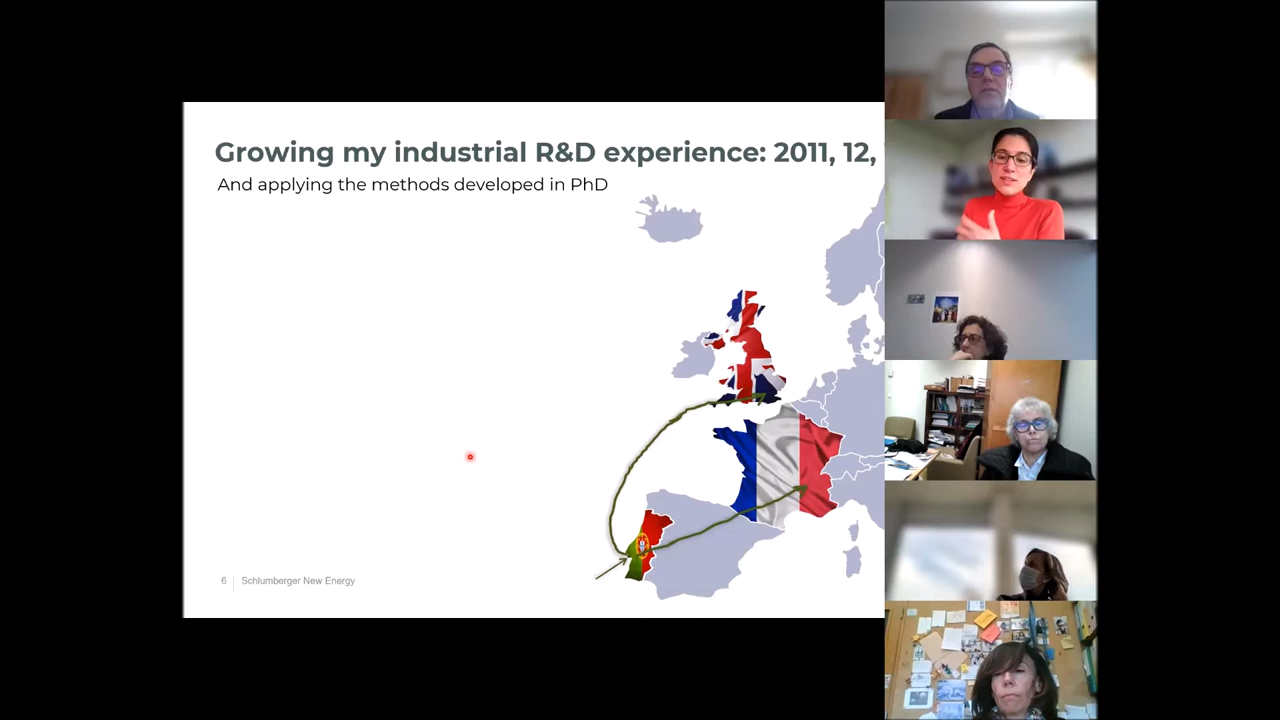 Growing my industrial R&D experience: 2011, 12,
And applying the methods developed in PhD
6 Schlumberger New Energy